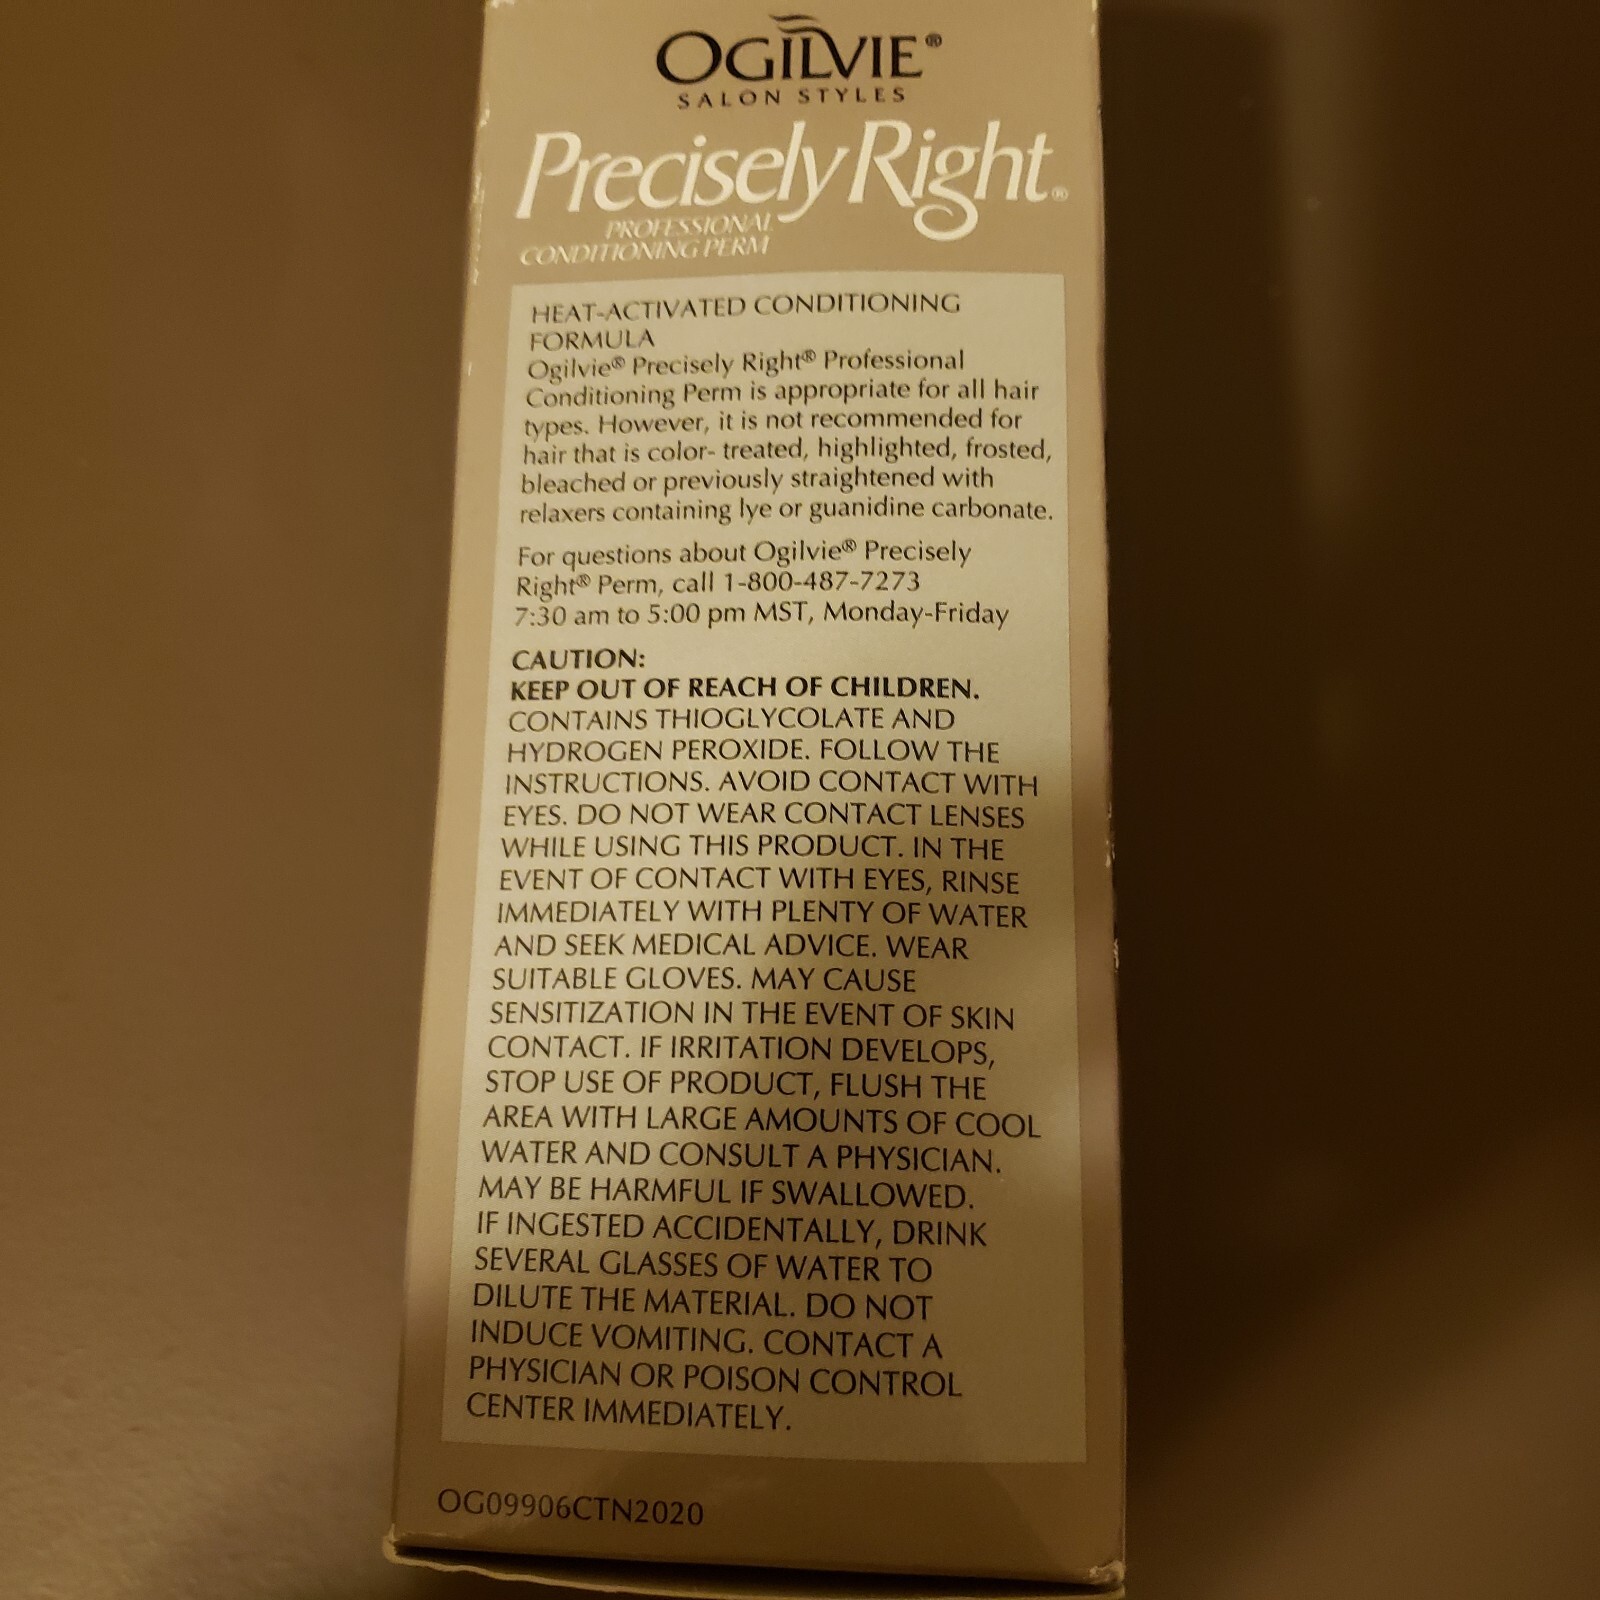 OGILVIE®
SALON STYLES
Precisely Right®
PROFESSIONAL
CONDITIONING PERM
HEAT-ACTIVATED CONDITIONING
FORMULA
Ogilvie® Precisely Right® Professional
Conditioning Perm is appropriate for all hair
types. However, it is not recommended for
hair that is color- treated, highlighted, frosted,
bleached or previously straightened with
relaxers containing lye or guanidine carbonate.
For questions about Ogilvie® Precisely
Right® Perm, call 1-800-487-7273
7:30 am to 5:00 pm MST, Monday-Friday
CAUTION:
KEEP OUT OF REACH OF CHILDREN.
CONTAINS THIOGLYCOLATE AND
HYDROGEN PEROXIDE. FOLLOW THE
INSTRUCTIONS. AVOID CONTACT WITH
EYES. DO NOT WEAR CONTACT LENSES
WHILE USING THIS PRODUCT. IN THE
EVENT OF CONTACT WITH EYES, RINSE
IMMEDIATELY WITH PLENTY OF WATER
AND SEEK MEDICAL ADVICE. WEAR
SUITABLE GLOVES. MAY CAUSE
SENSITIZATION IN THE EVENT OF SKIN
CONTACT. IF IRRITATION DEVELOPS,
STOP USE OF PRODUCT, FLUSH THE
AREA WITH LARGE AMOUNTS OF COOL
WATER AND CONSULT A PHYSICIAN.
MAY BE HARMFUL IF SWALLOWED.
IF INGESTED ACCIDENTALLY, DRINK
SEVERAL GLASSES OF WATER TO
DILUTE THE MATERIAL. DO NOT
INDUCE VOMITING. CONTACT A
PHYSICIAN OR POISON CONTROL
CENTER IMMEDIATELY.
OG09906CTN2020